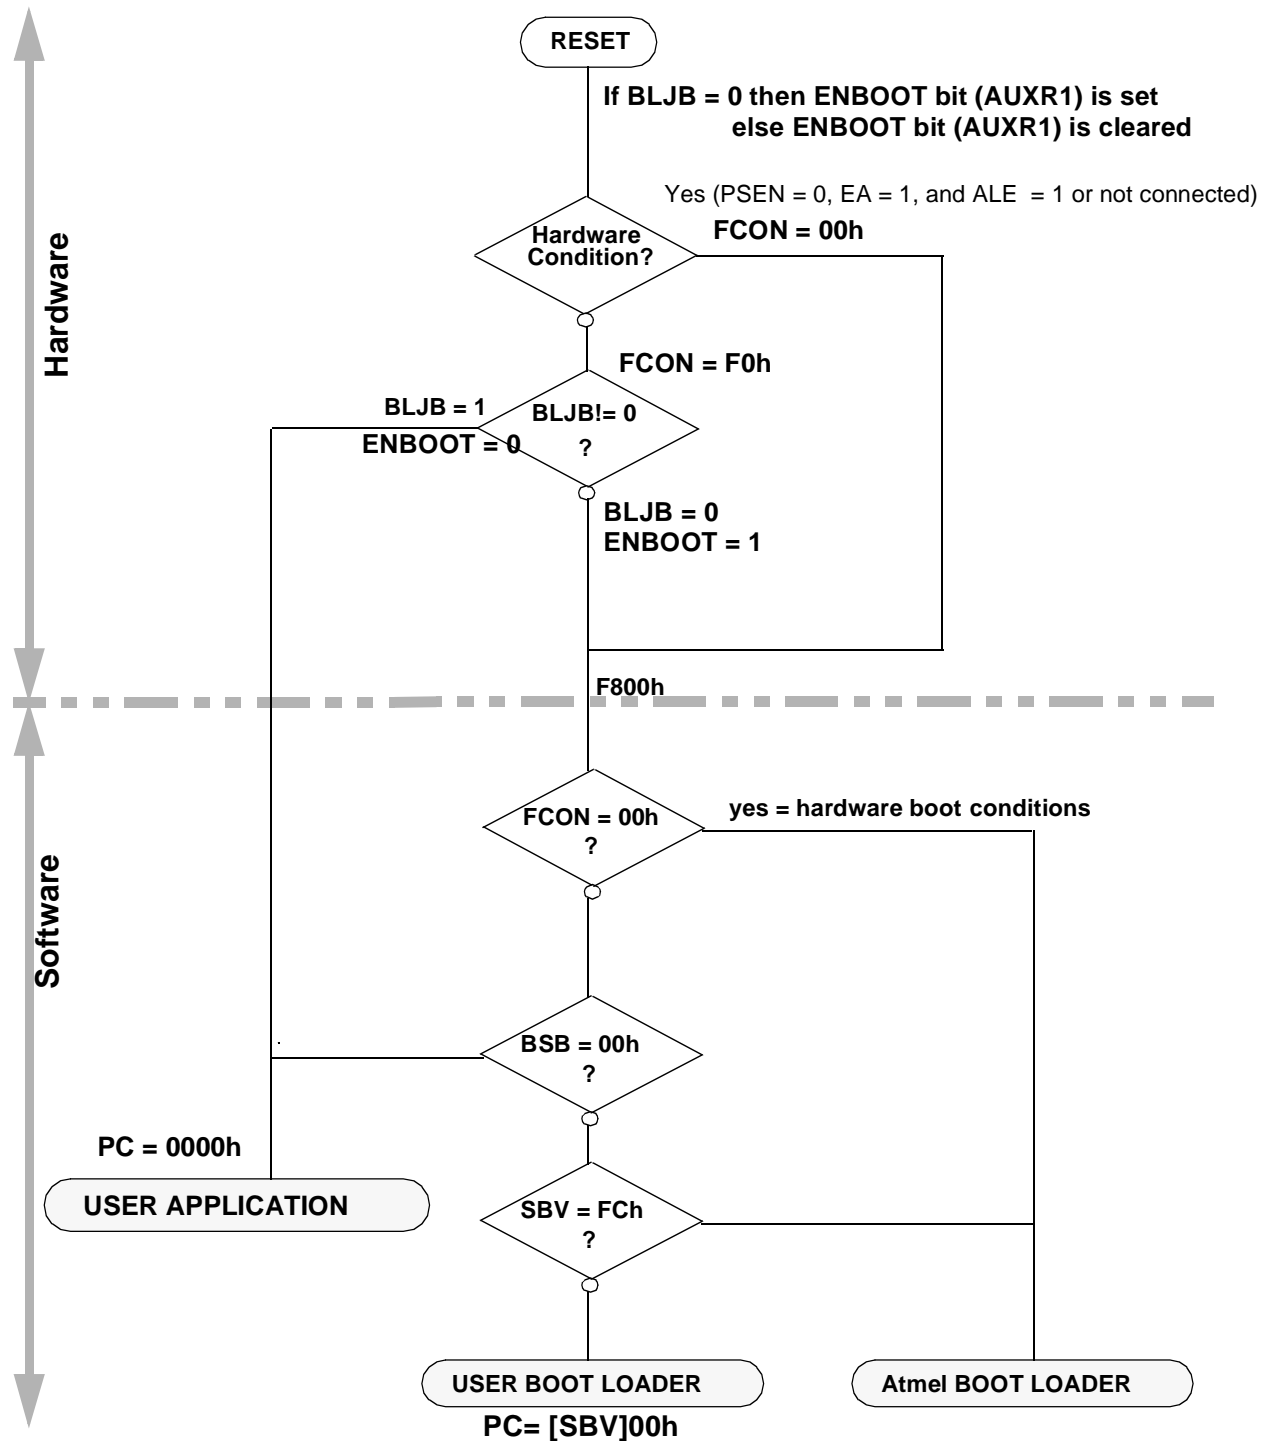 RESET
If BLJB = 0 then ENBOOT bit (AUXR1) is set
else ENBOOT bit (AUXR1) is cleared
Yes (PSEN = 0, EA = 1, and ALE = 1 or not connected)
FCON = 00h
Hardware
Condition?
Hardware
FCON = F0h
BLJB = 1
ENBOOT = 0
BLJB!= 0
?
BLJB = 0
ENBOOT = 1
F800h
FCON = 00h
?
yes = hardware boot conditions
Software
BSB = 00h
?
PC = 0000h
USER APPLICATION
SBV = FCh
?
USER BOOT LOADER
PC= [SBV]00h
Atmel BOOT LOADER